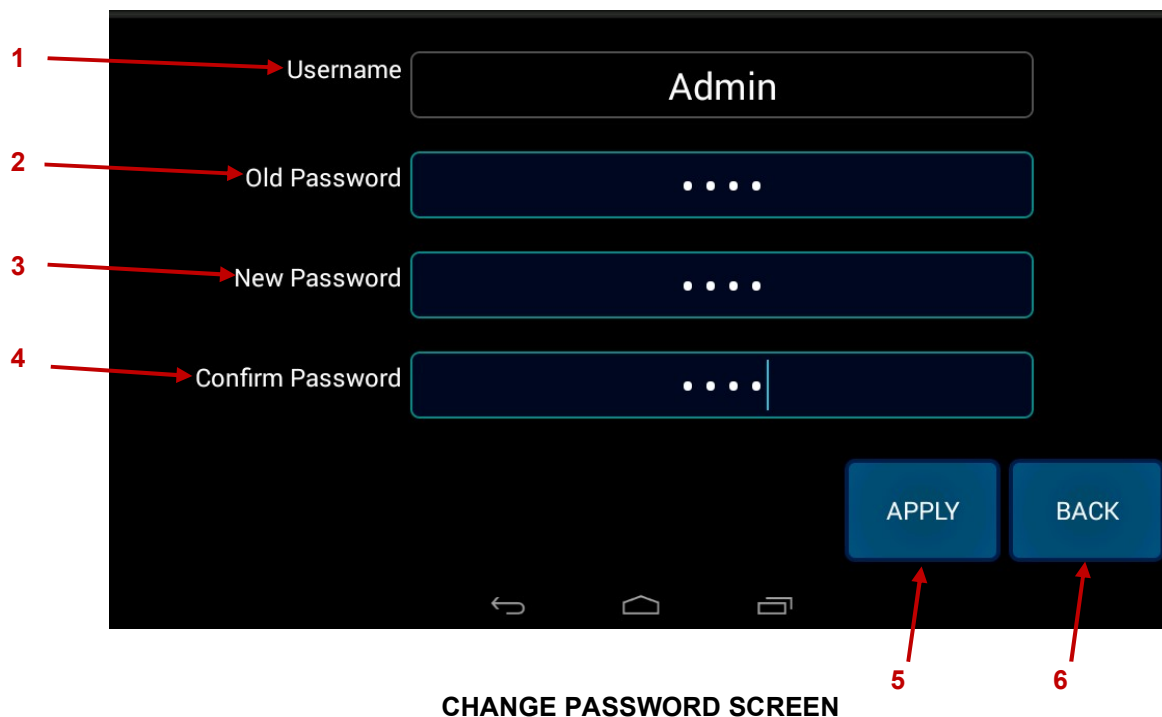 1
Username
Admin
2
Old Password
••••
3
New Password
••••
4
Confirm Password
••••
APPLY
BACK
5
6
CHANGE PASSWORD SCREEN